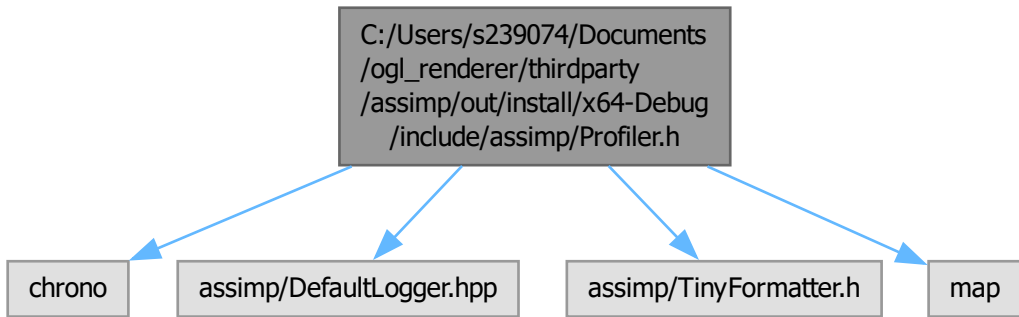 C:/Users/s239074/Documents
/ogl_renderer/thirdparty
/assimp/out/install/x64-Debug
/include/assimp/Profiler.h
chrono
assimp/DefaultLogger.hpp
assimp/TinyFormatter.h
map